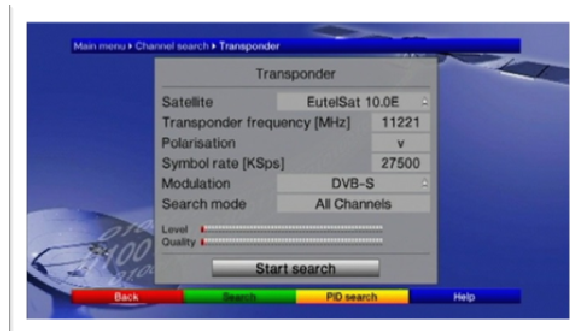 Main menu › Channel search › Transponder
Transponder
Satellite EutelSat 10.0E
Transponder frequency [MHz] 11221
Polarisation v
Symbol rate [KSps] 27500
Modulation DVB-S
Search mode All Channels
Level
Quality
Start search
Back Search PID search Help